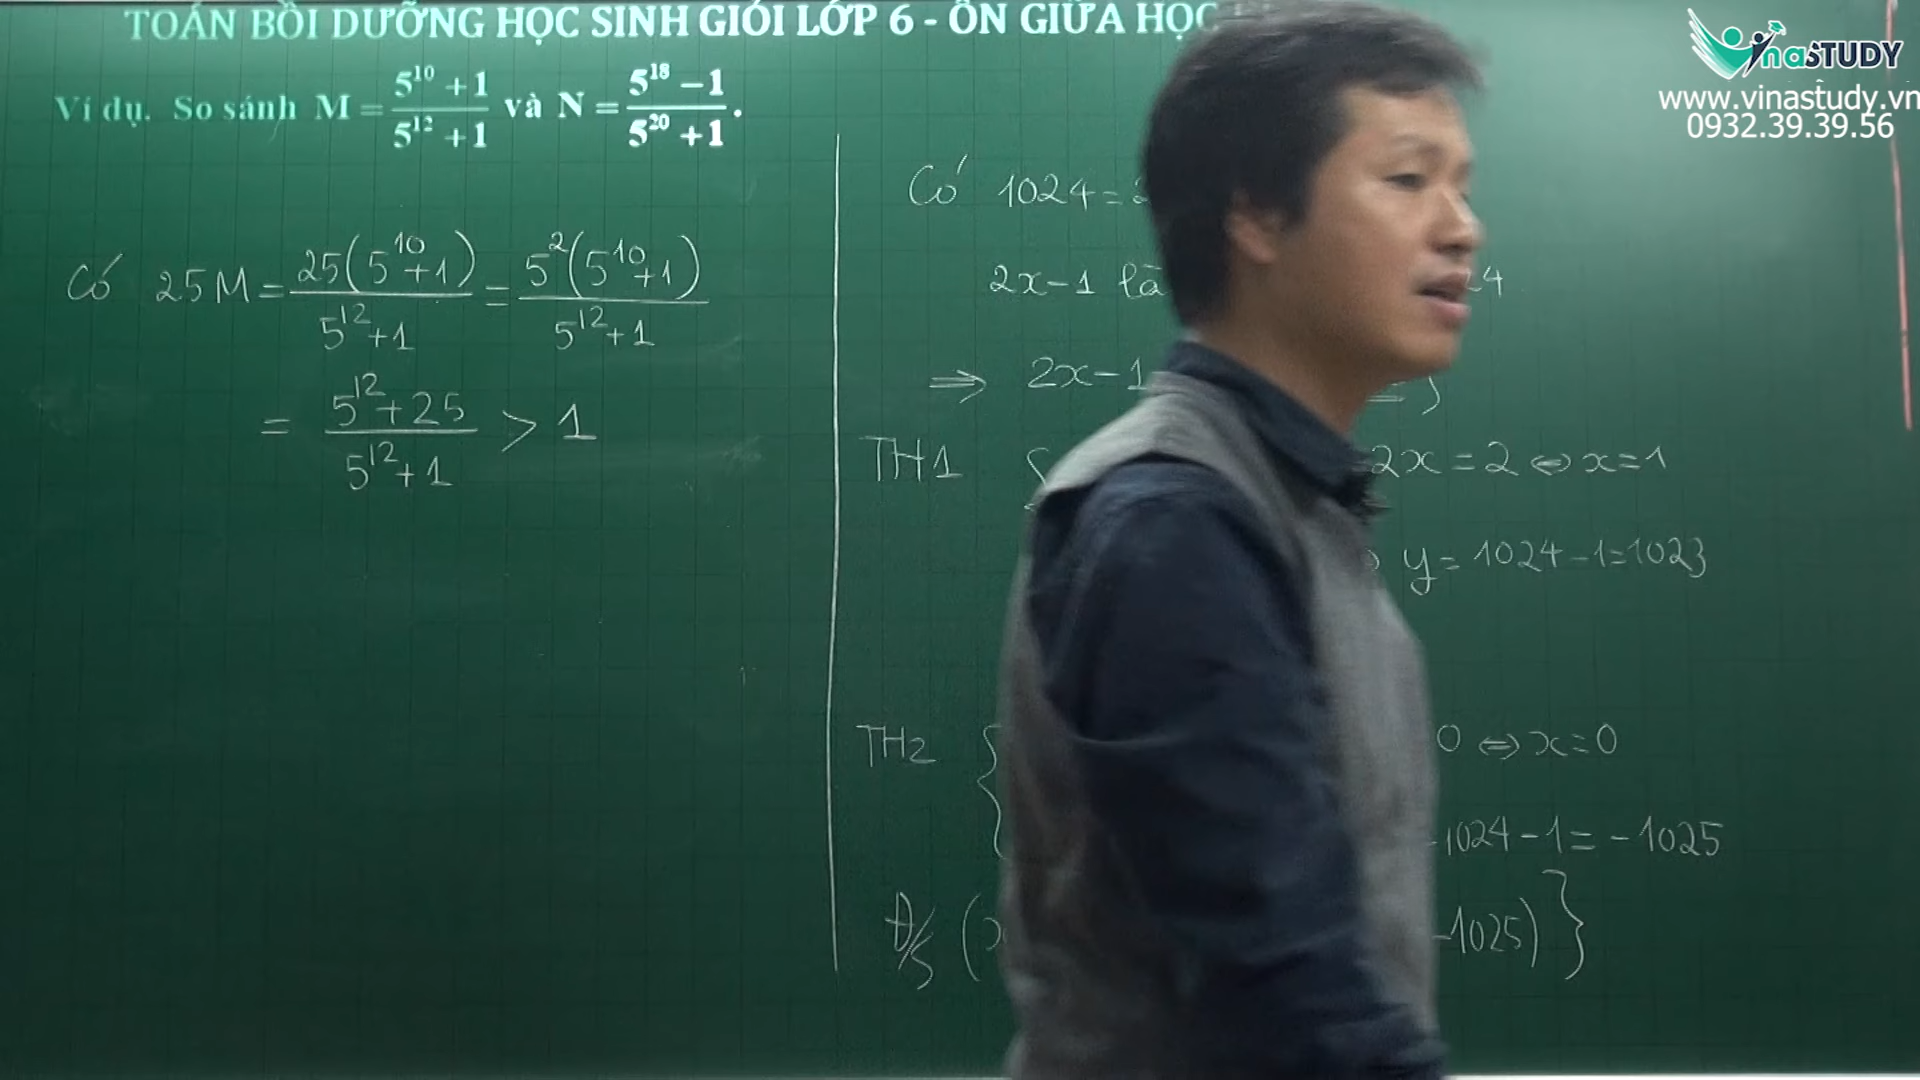 TOÁN BỒI DƯỠNG HỌC SINH GIỎI LỚP 6 - ÔN GIỮA HỌC
VinaSTUDY
www.vinastudy.vn
0932.39.39.56
Ví dụ. So sánh M = (5^10 + 1)/(5^12 + 1) và N = (5^18 − 1)/(5^20 + 1).
Có 25M = 25(5^10+1)/(5^12+1) = 5^2(5^10+1)/(5^12+1)
= (5^12+25)/(5^12+1) > 1
Có 1024 =
2x−1 là 24
⇒ 2x−1
TH1 { 2x = 2 ⇔ x = 1
y = 1024 − 1 = 1023
TH2 { 0 ⇔ x = 0
-1024 − 1 = −1025
Đ/S (x −1025)}